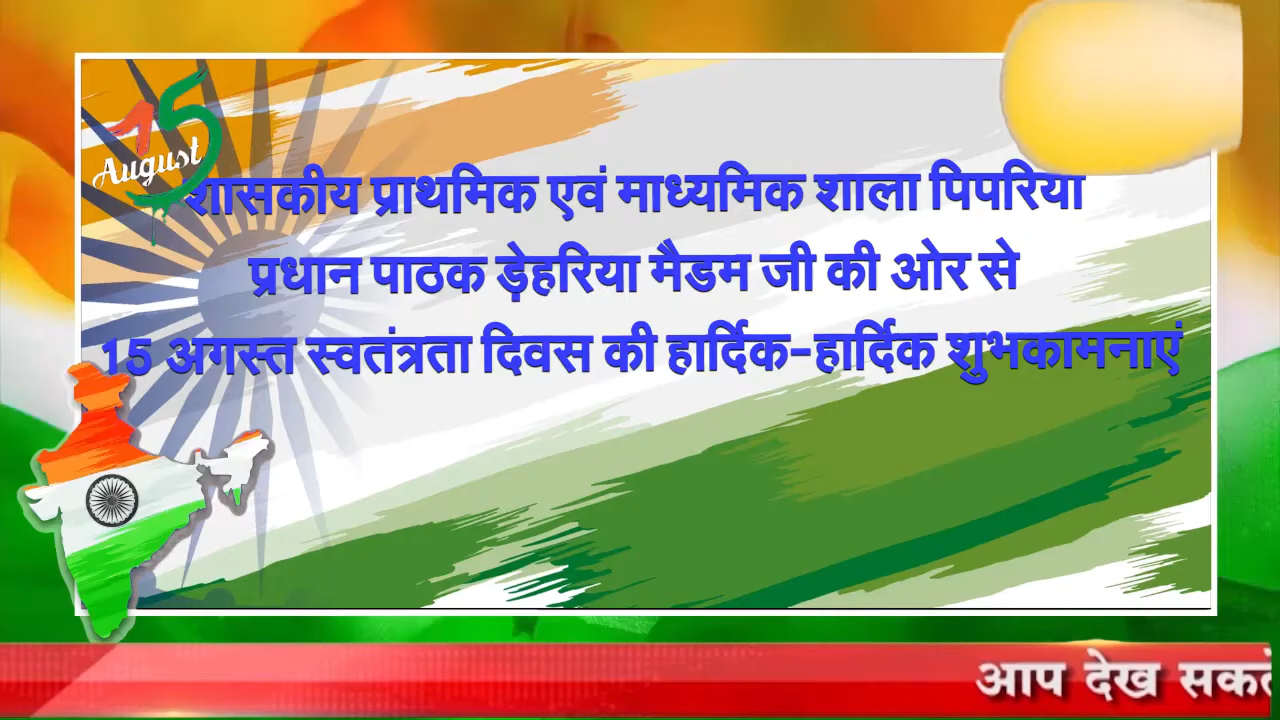 15
August
शासकीय प्राथमिक एवं माध्यमिक शाला पिपरिया
प्रधान पाठक ड़ेहरिया मैडम जी की ओर से
15 अगस्त स्वतंत्रता दिवस की हार्दिक-हार्दिक शुभकामनाएं
आप देख सकते